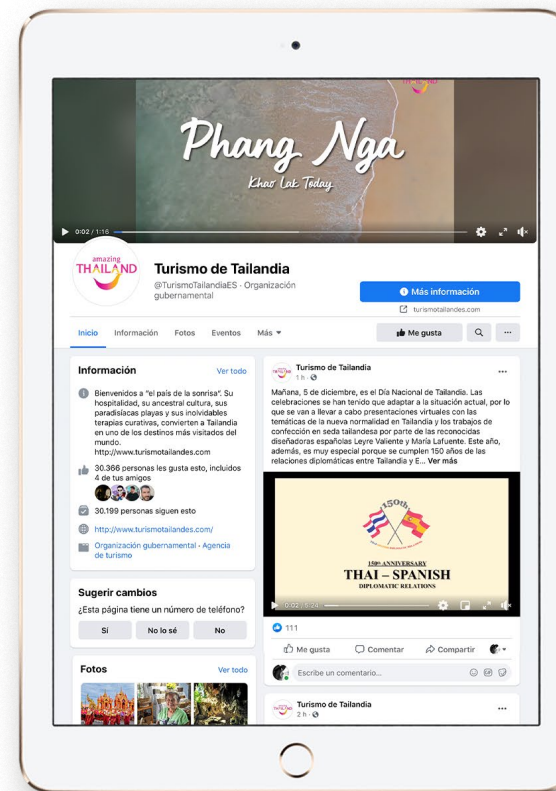 Phang Nga
Khao Lak Today
0:02 / 1:16
amazing
THAILAND
Turismo de Tailandia
@TurismoTailandiaES · Organización
gubernamental
Más información
turismotailandes.com
Inicio Información Fotos Eventos Más
Me gusta
Información
Ver todo
Bienvenidos a "el país de la sonrisa". Su
hospitalidad, su ancestral cultura, sus
paradisíacas playas y sus inolvidables
terapias curativas, convierten a Tailandia
en uno de los destinos más visitados del
mundo.
http://www.turismotailandes.com
30.366 personas les gusta esto, incluidos
4 de tus amigos
30.199 personas siguen esto
http://www.turismotailandes.com/
Organización gubernamental · Agencia
de turismo
Sugerir cambios
¿Esta página tiene un número de teléfono?
Sí No lo sé No
Fotos
Ver todo
Turismo de Tailandia
1 h ·
Mañana, 5 de diciembre, es el Día Nacional de Tailandia. Las
celebraciones se han tenido que adaptar a la situación actual, por lo
que se van a llevar a cabo presentaciones virtuales con las
temáticas de la nueva normalidad en Tailandia y los trabajos de
confección en seda tailandesa por parte de las reconocidas
diseñadoras españolas Leyre Valiente y María Lafuente. Este año,
además, es muy especial porque se cumplen 150 años de las
relaciones diplomáticas entre Tailandia y E... Ver más
150th
150th ANNIVERSARY
THAI – SPANISH
DIPLOMATIC RELATIONS
0:02 / 5:24
111
Me gusta Comentar Compartir
Escribe un comentario...
Turismo de Tailandia
2 h ·